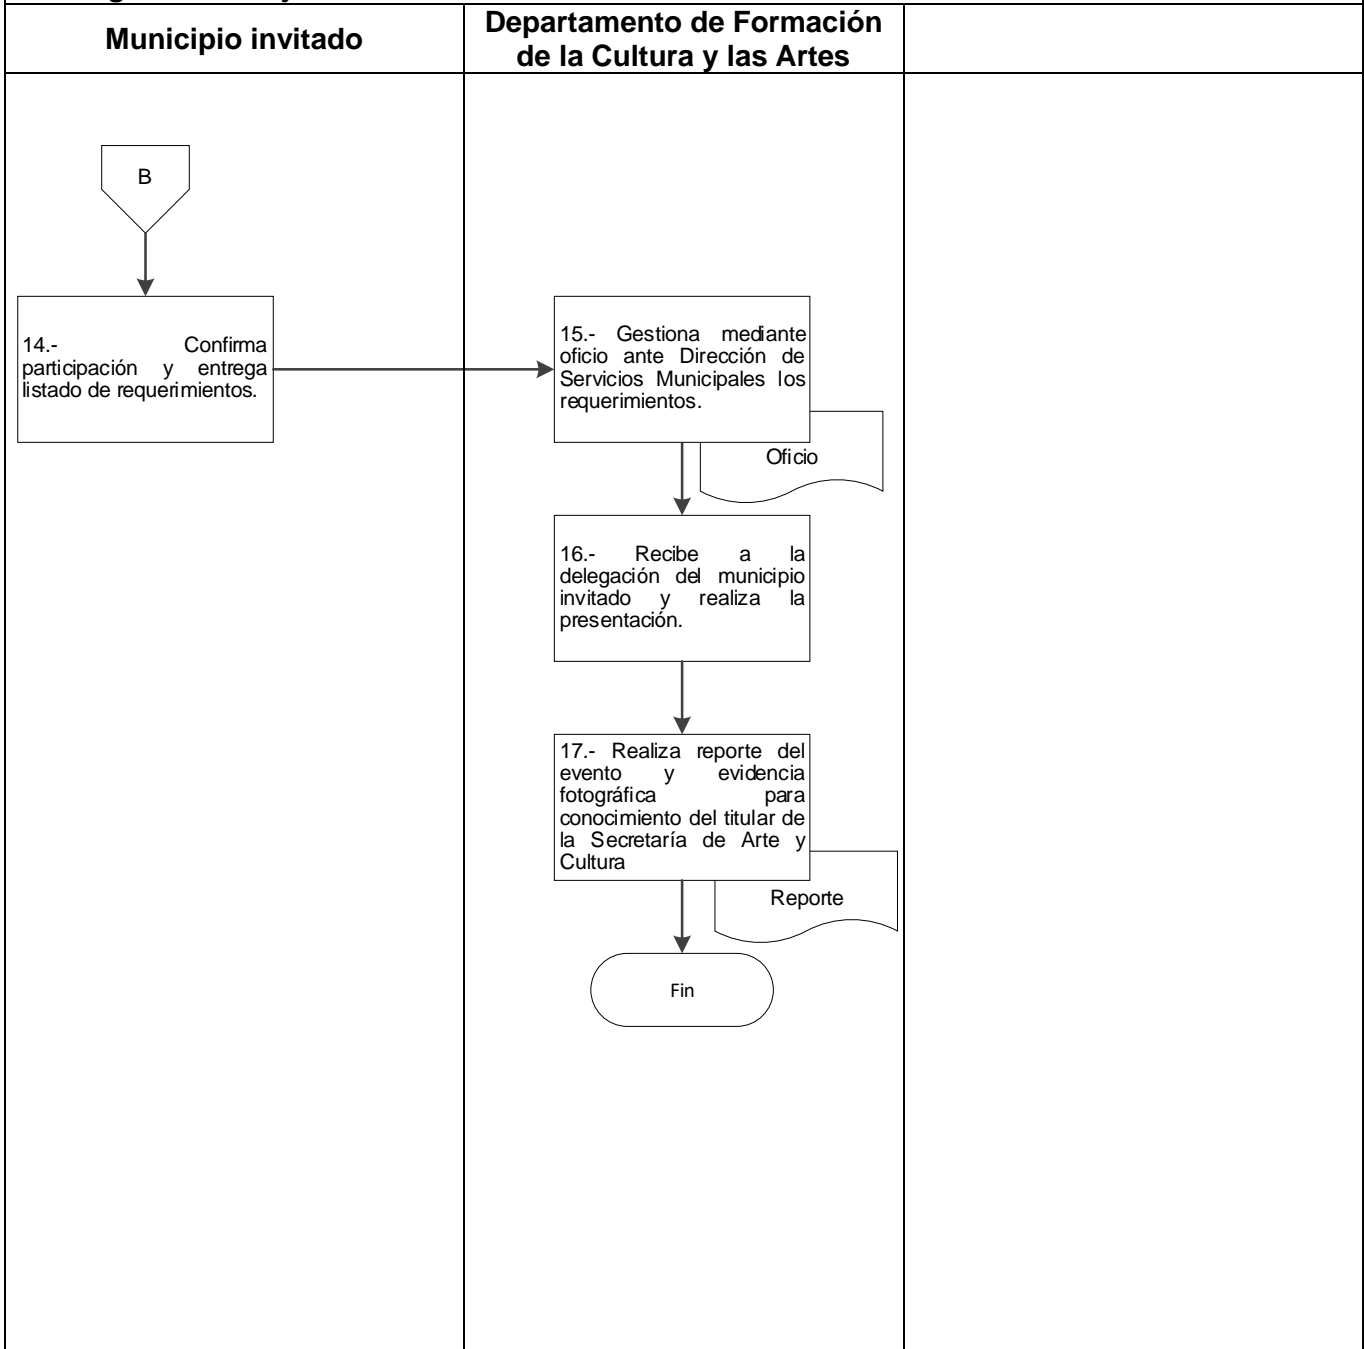 Municipio invitado
Departamento de Formación
de la Cultura y las Artes
B
14.- Confirma
participación y entrega
listado de requerimientos.
15.- Gestiona mediante
oficio ante Dirección de
Servicios Municipales los
requerimientos.
Oficio
16.- Recibe a la
delegación del municipio
invitado y realiza la
presentación.
17.- Realiza reporte del
evento y evidencia
fotográfica para
conocimiento del titular de
la Secretaría de Arte y
Cultura
Reporte
Fin